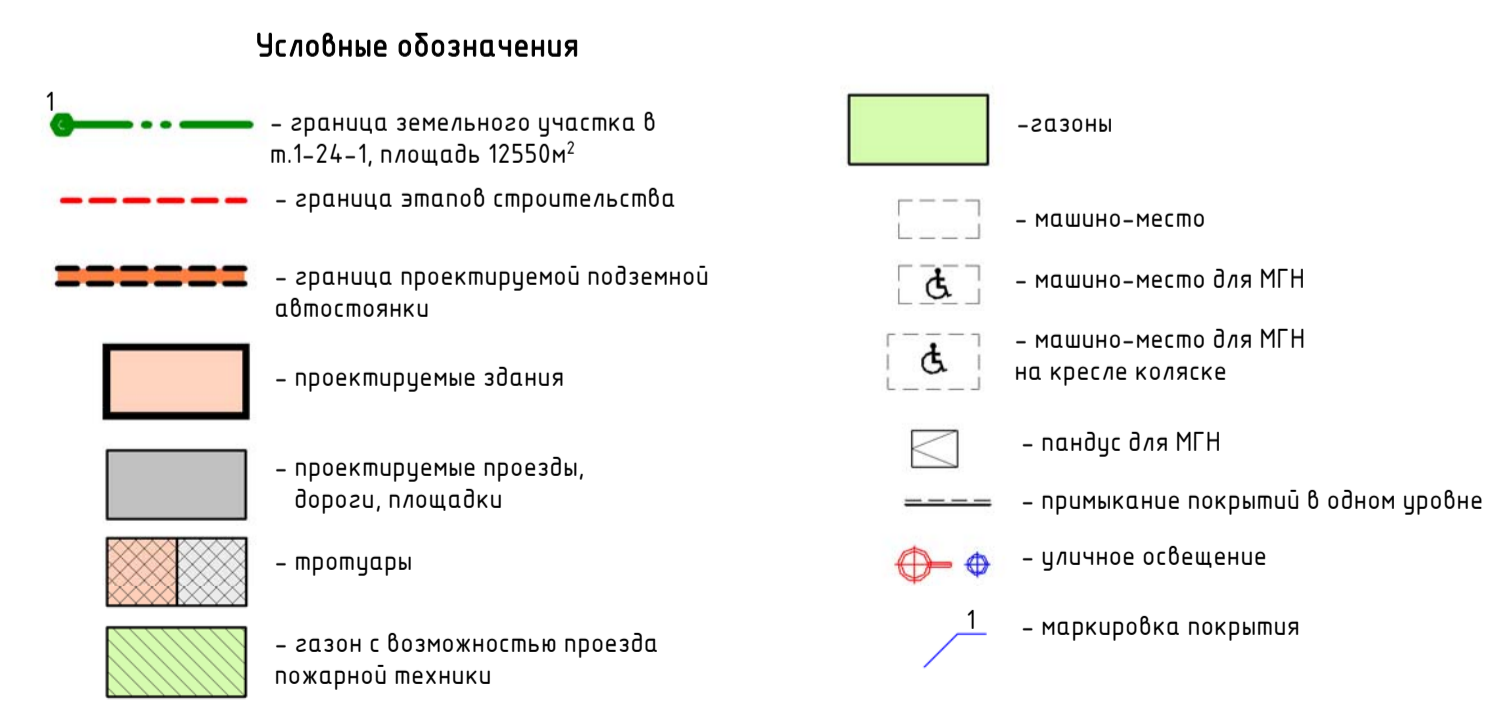 Условные обозначения
1
- граница земельного участка в
т.1-24-1, площадь 12550м²
- граница этапов строительства
- граница проектируемой подземной
автостоянки
- проектируемые здания
- проектируемые проезды,
дороги, площадки
- тротуары
- газон с возможностью проезда
пожарной техники
-газоны
- машино-место
- машино-место для МГН
- машино-место для МГН
на кресле коляске
- пандус для МГН
- примыкание покрытий в одном уровне
- уличное освещение
1
- маркировка покрытия